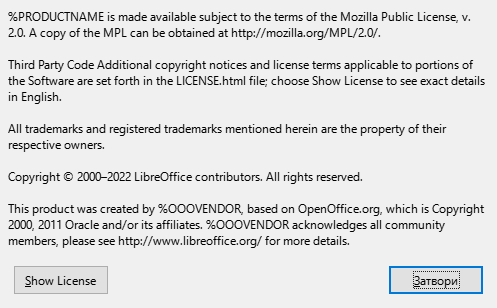 %PRODUCTNAME is made available subject to the terms of the Mozilla Public License, v.
2.0. A copy of the MPL can be obtained at http://mozilla.org/MPL/2.0/.
Third Party Code Additional copyright notices and license terms applicable to portions of
the Software are set forth in the LICENSE.html file; choose Show License to see exact details
in English.
All trademarks and registered trademarks mentioned herein are the property of their
respective owners.
Copyright © 2000–2022 LibreOffice contributors. All rights reserved.
This product was created by %OOOVENDOR, based on OpenOffice.org, which is Copyright
2000, 2011 Oracle and/or its affiliates. %OOOVENDOR acknowledges all community
members, please see http://www.libreoffice.org/ for more details.
Show License
Затвори